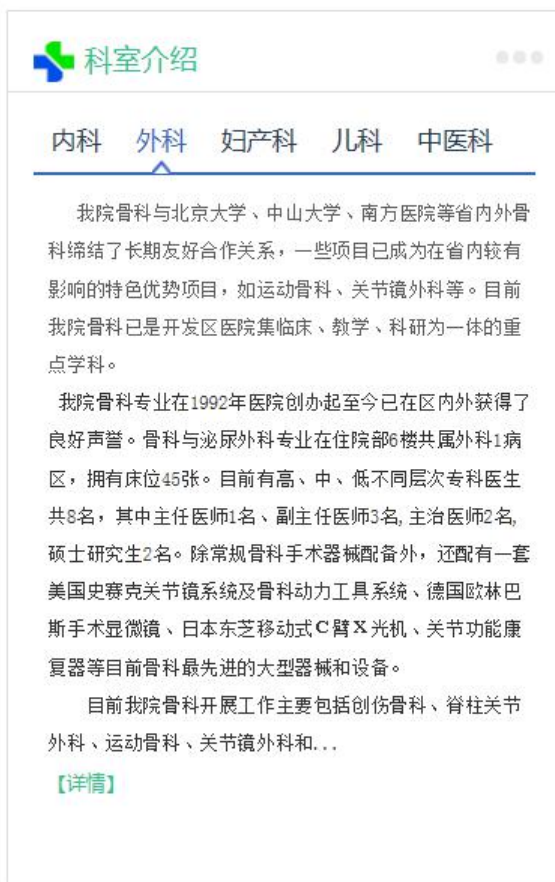 科室介绍
内科 外科 妇产科 儿科 中医科
我院骨科与北京大学、中山大学、南方医院等省内外骨
科缔结了长期友好合作关系，一些项目已成为在省内较有
影响的特色优势项目，如运动骨科、关节镜外科等。目前
我院骨科已是开发区医院集临床、教学、科研为一体的重
点学科。
我院骨科专业在1992年医院创办起至今已在区内外获得了
良好声誉。骨科与泌尿外科专业在住院部6楼共属外科1病
区，拥有床位45张。目前有高、中、低不同层次专科医生
共8名，其中主任医师1名、副主任医师3名,主治医师2名,
硕士研究生2名。除常规骨科手术器械配备外，还配有一套
美国史赛克关节镜系统及骨科动力工具系统、德国欧林巴
斯手术显微镜、日本东芝移动式C臂X光机、关节功能康
复器等目前骨科最先进的大型器械和设备。
目前我院骨科开展工作主要包括创伤骨科、脊柱关节
外科、运动骨科、关节镜外科和...
【详情】